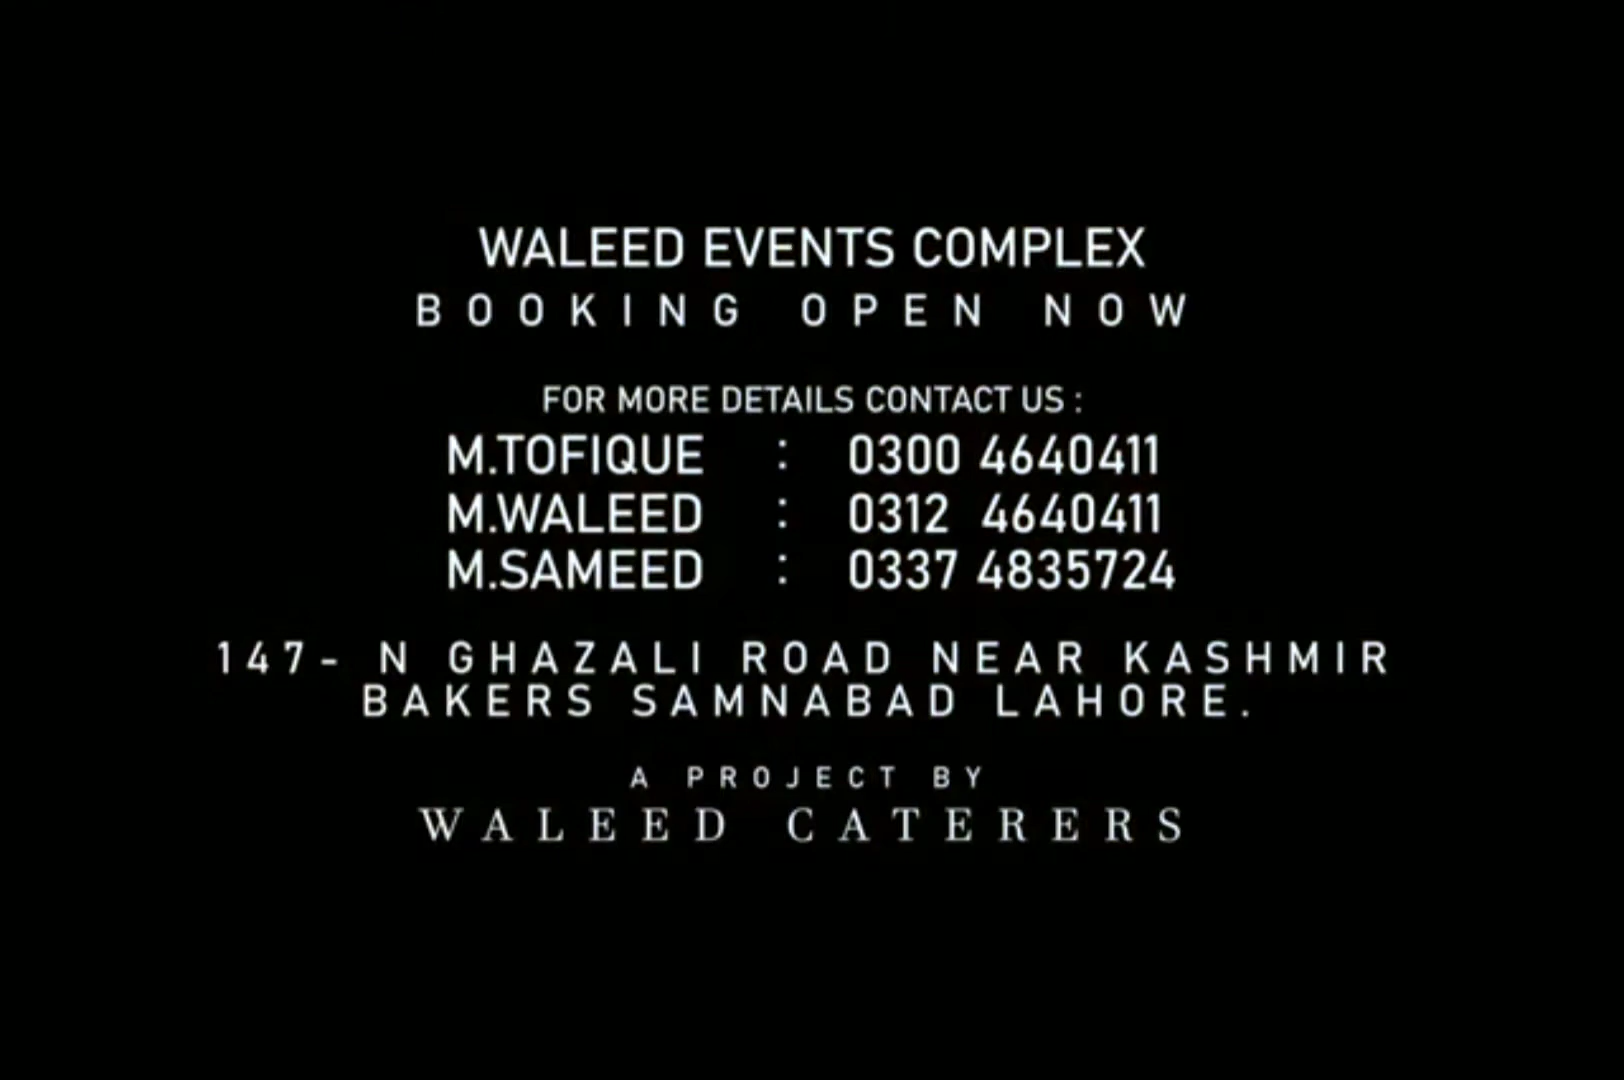 WALEED EVENTS COMPLEX
BOOKING OPEN NOW
FOR MORE DETAILS CONTACT US :
M.TOFIQUE : 0300 4640411
M.WALEED : 0312 4640411
M.SAMEED : 0337 4835724
147- N GHAZALI ROAD NEAR KASHMIR
BAKERS SAMNABAD LAHORE.
A PROJECT BY
WALEED CATERERS